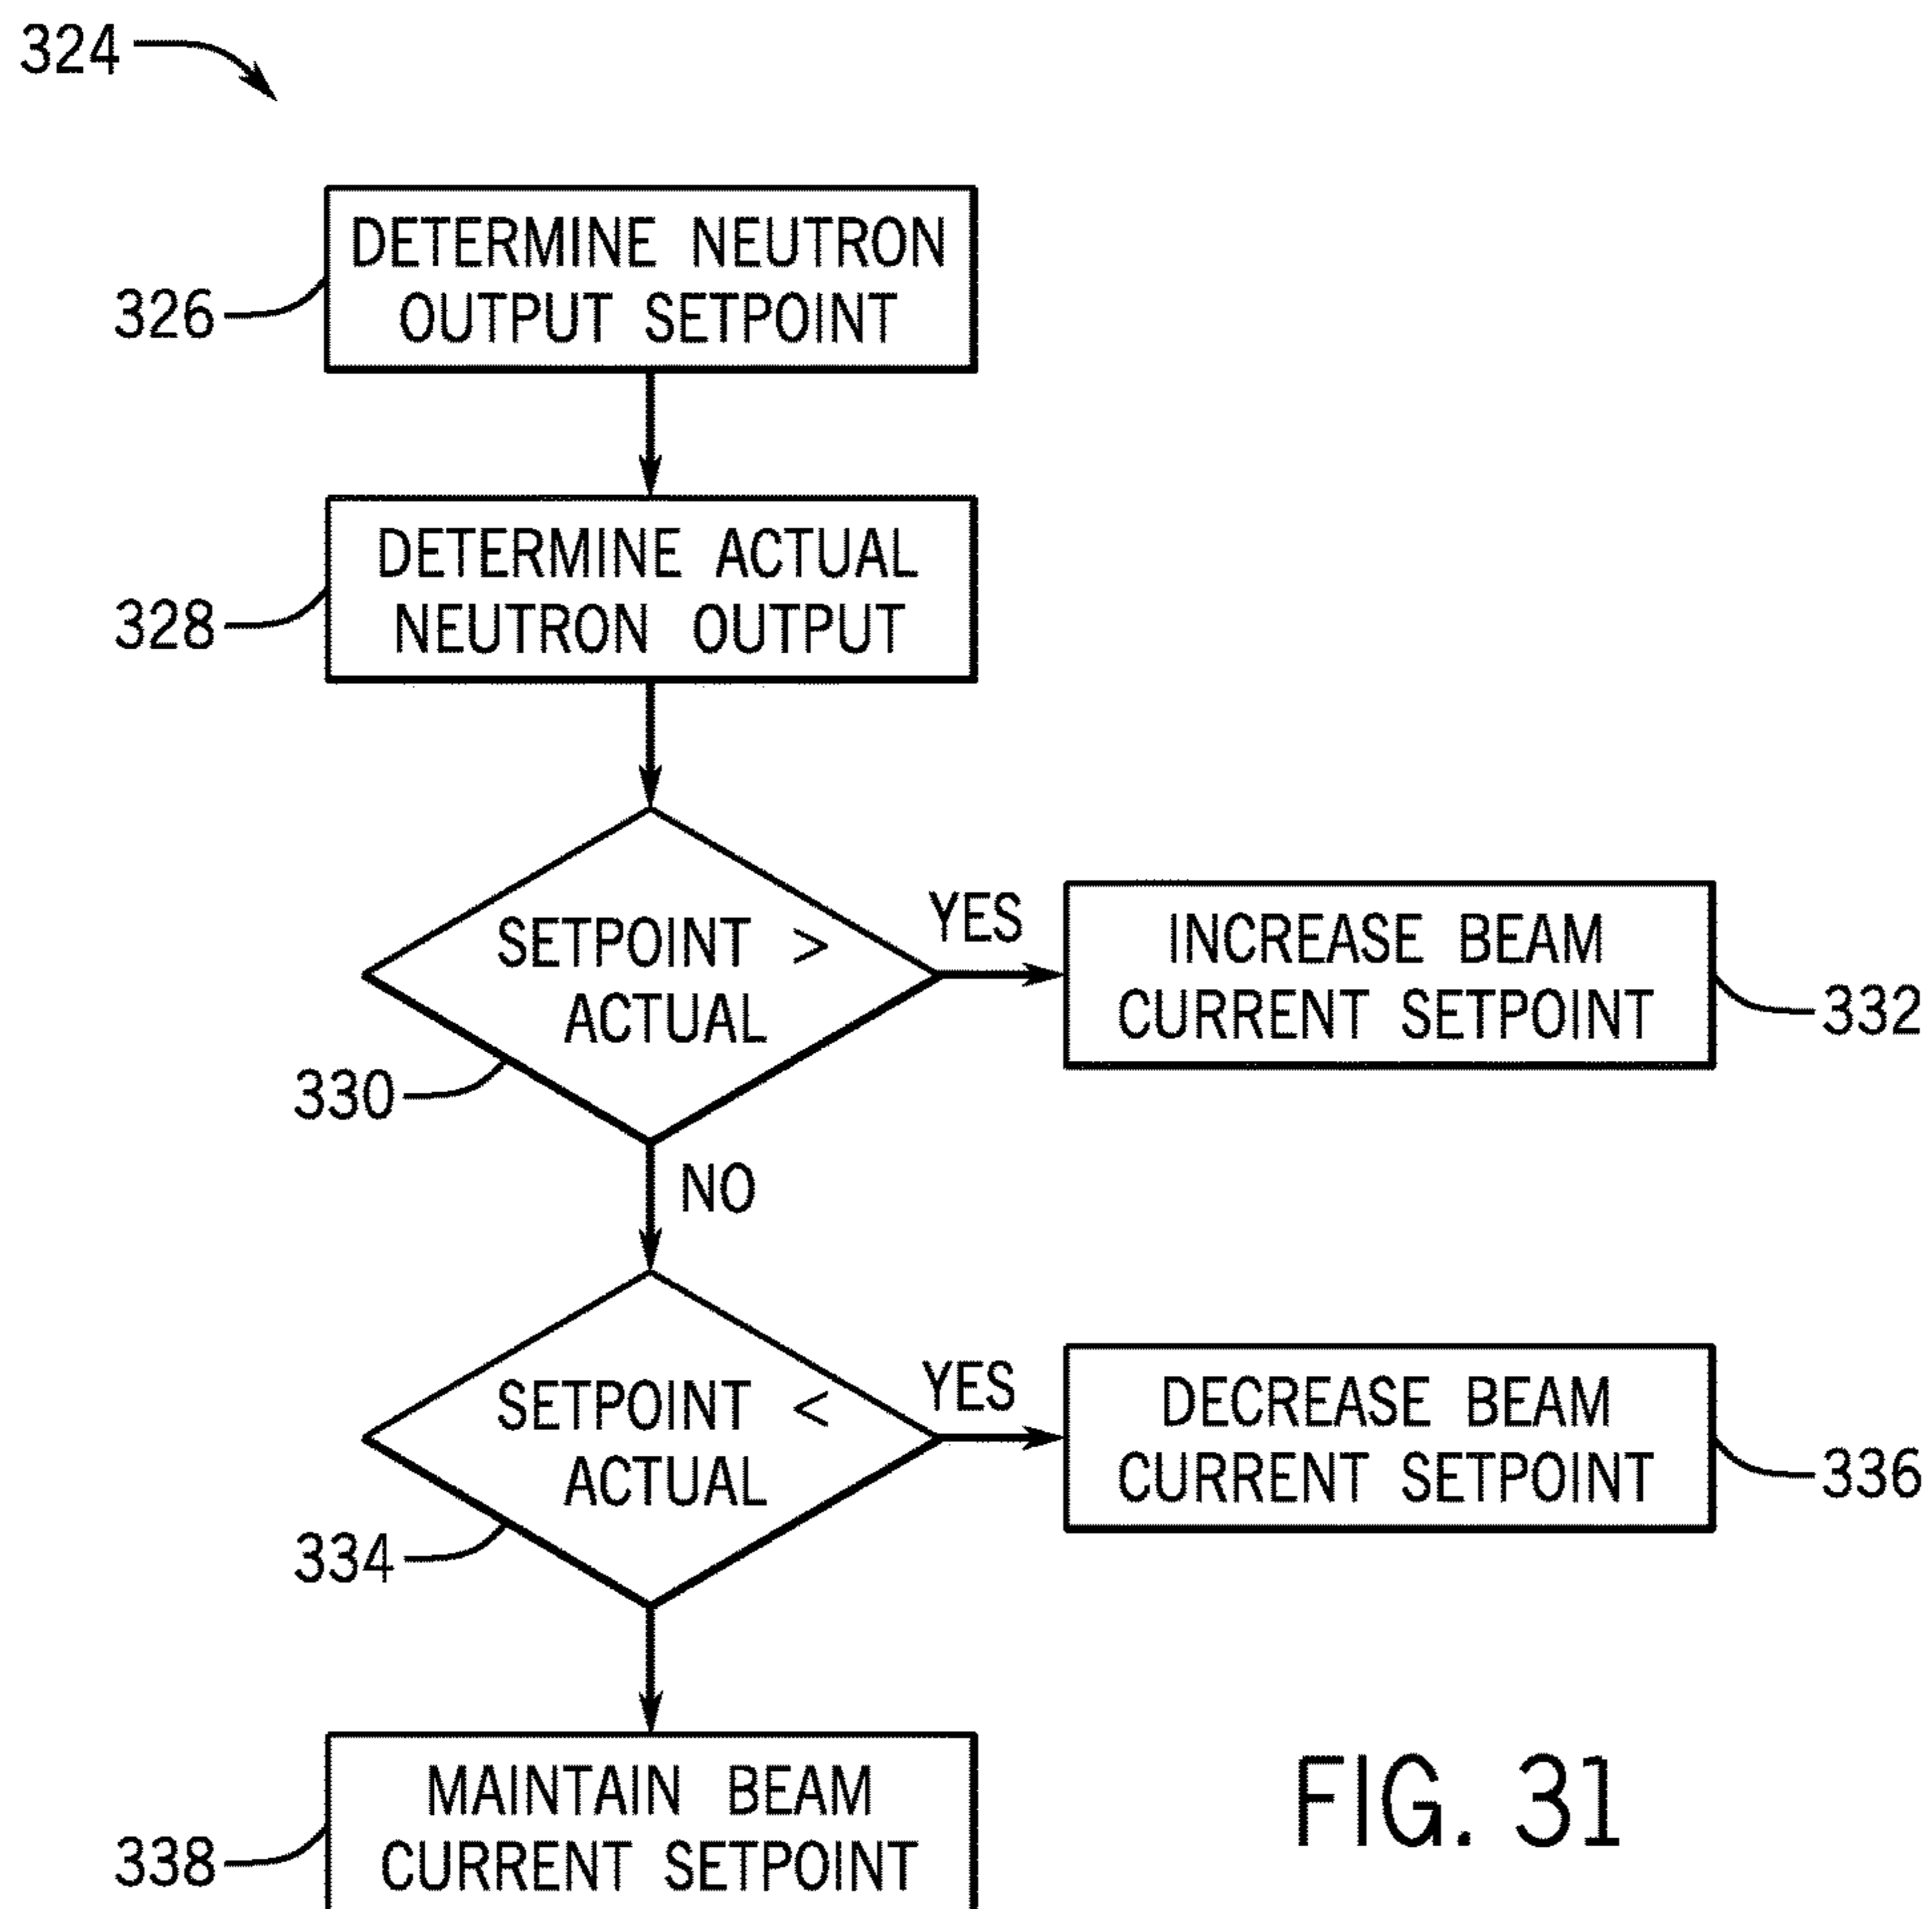 324
DETERMINE NEUTRON
OUTPUT SETPOINT
326
DETERMINE ACTUAL
NEUTRON OUTPUT
328
SETPOINT >
ACTUAL
330
YES
INCREASE BEAM
CURRENT SETPOINT
332
NO
SETPOINT <
ACTUAL
334
YES
DECREASE BEAM
CURRENT SETPOINT
336
MAINTAIN BEAM
CURRENT SETPOINT
338
FIG. 31